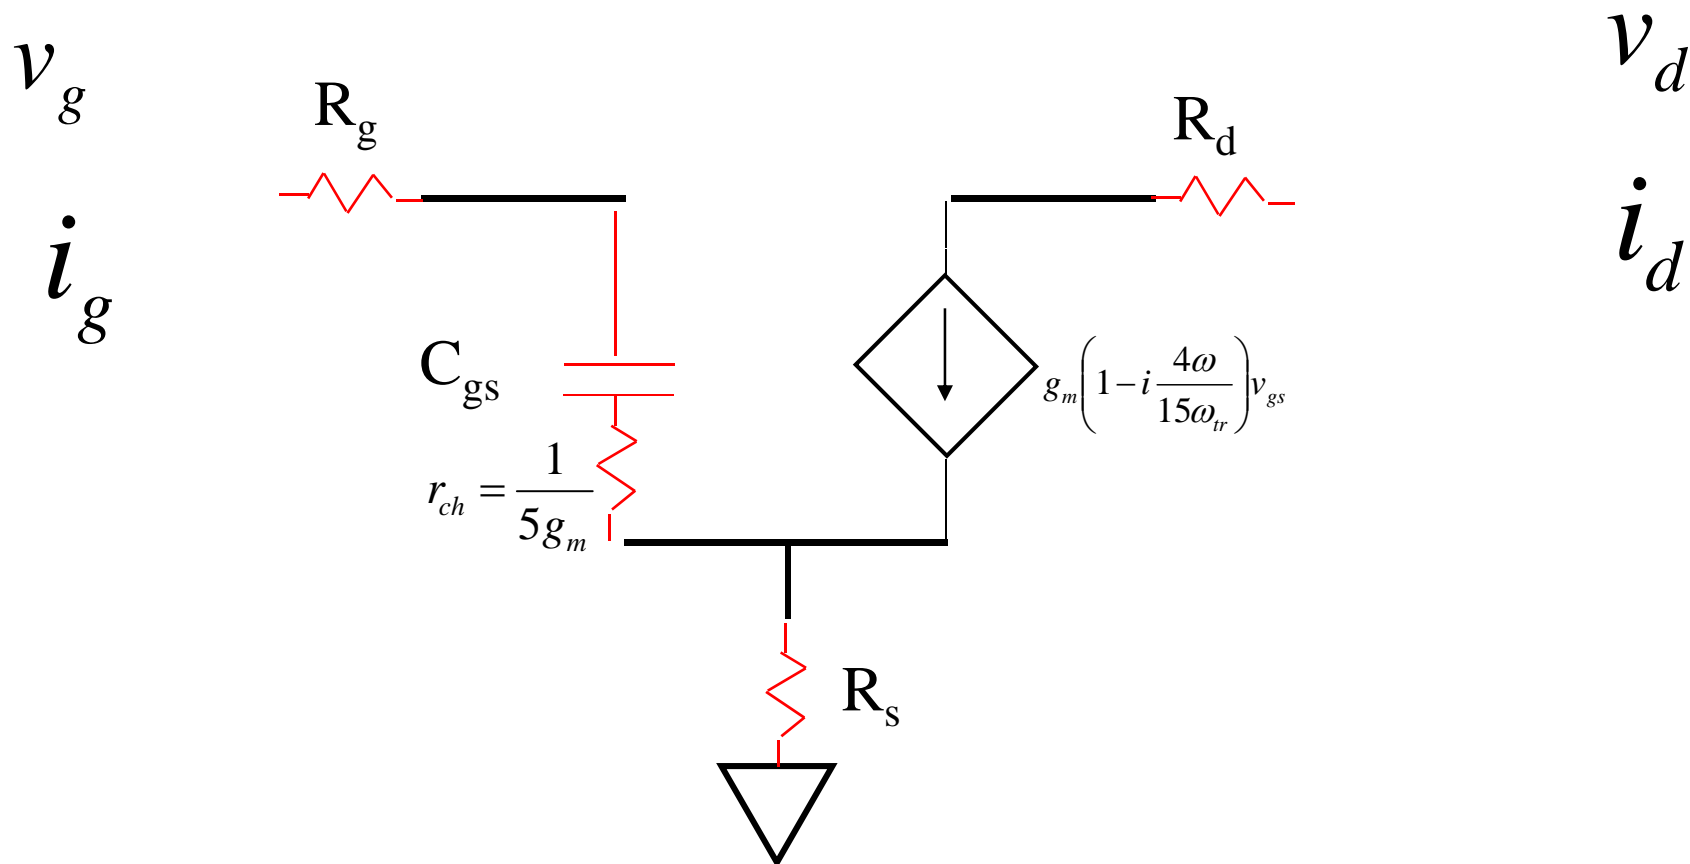 v_g
v_d
R_g
R_d
i_g
i_d
C_gs
g_m(1 − i 4ω/15ω_tr)v_gs
r_ch = 1/5g_m
R_s